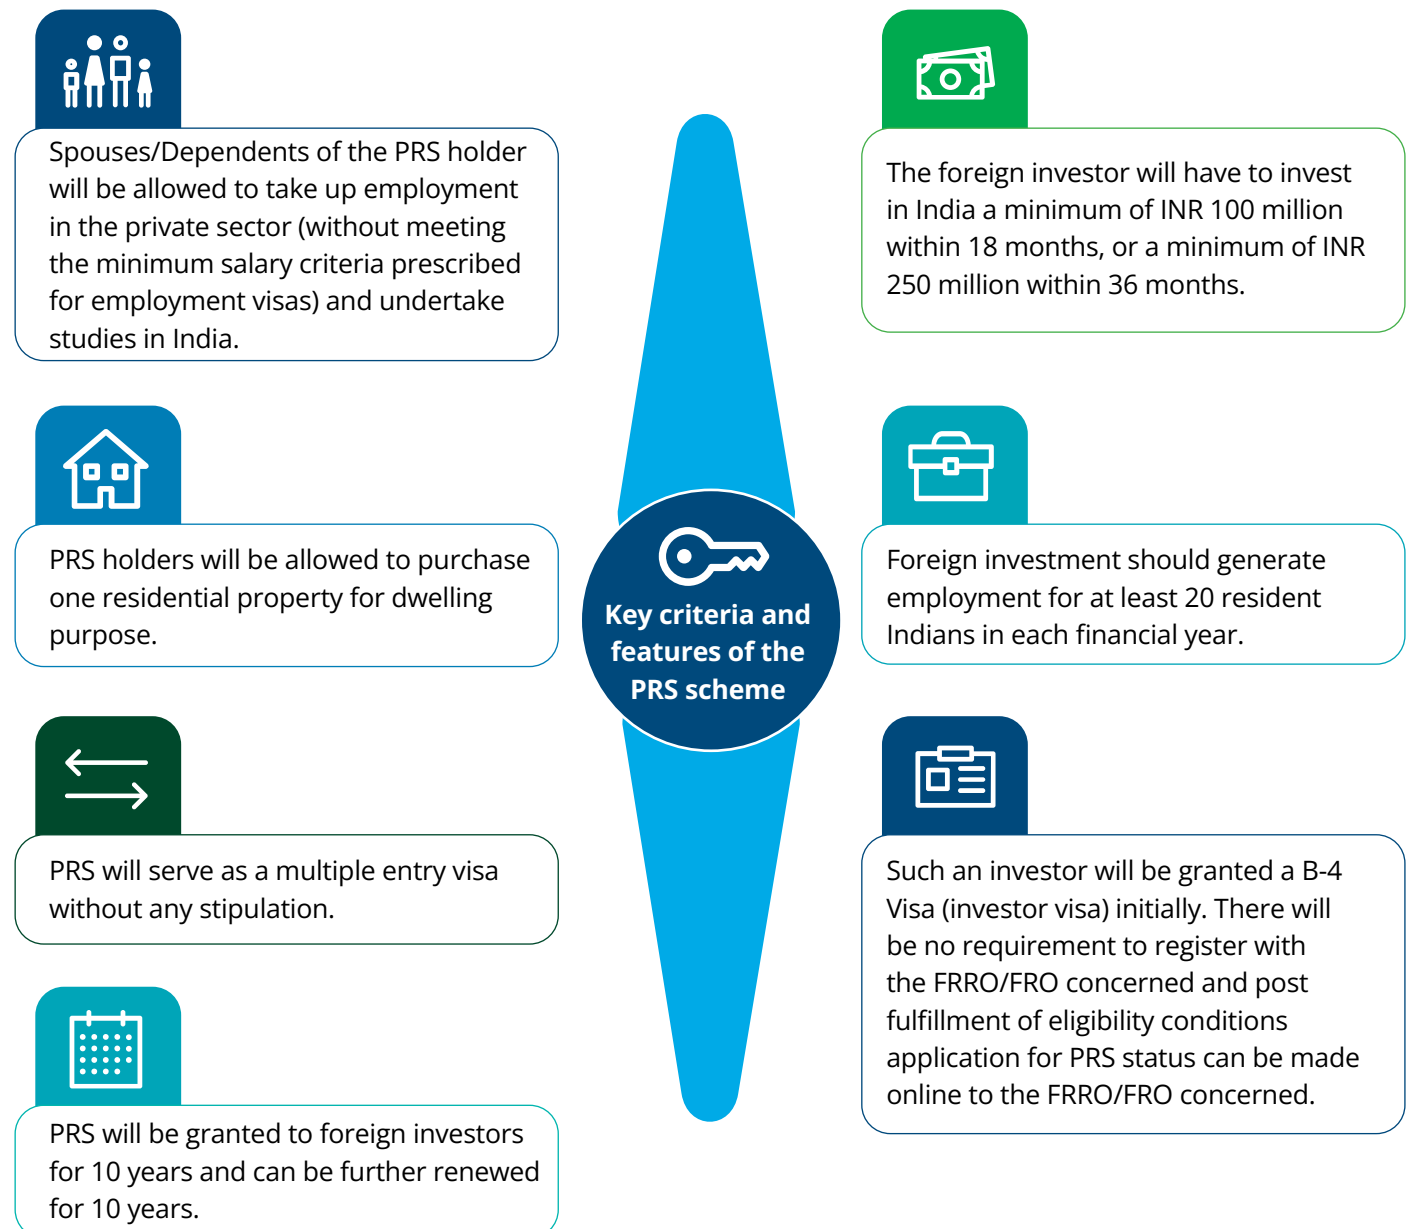 Spouses/Dependents of the PRS holder
will be allowed to take up employment
in the private sector (without meeting
the minimum salary criteria prescribed
for employment visas) and undertake
studies in India.
PRS holders will be allowed to purchase
one residential property for dwelling
purpose.
PRS will serve as a multiple entry visa
without any stipulation.
PRS will be granted to foreign investors
for 10 years and can be further renewed
for 10 years.
Key criteria and
features of the
PRS scheme
The foreign investor will have to invest
in India a minimum of INR 100 million
within 18 months, or a minimum of INR
250 million within 36 months.
Foreign investment should generate
employment for at least 20 resident
Indians in each financial year.
Such an investor will be granted a B-4
Visa (investor visa) initially. There will
be no requirement to register with
the FRRO/FRO concerned and post
fulfillment of eligibility conditions
application for PRS status can be made
online to the FRRO/FRO concerned.